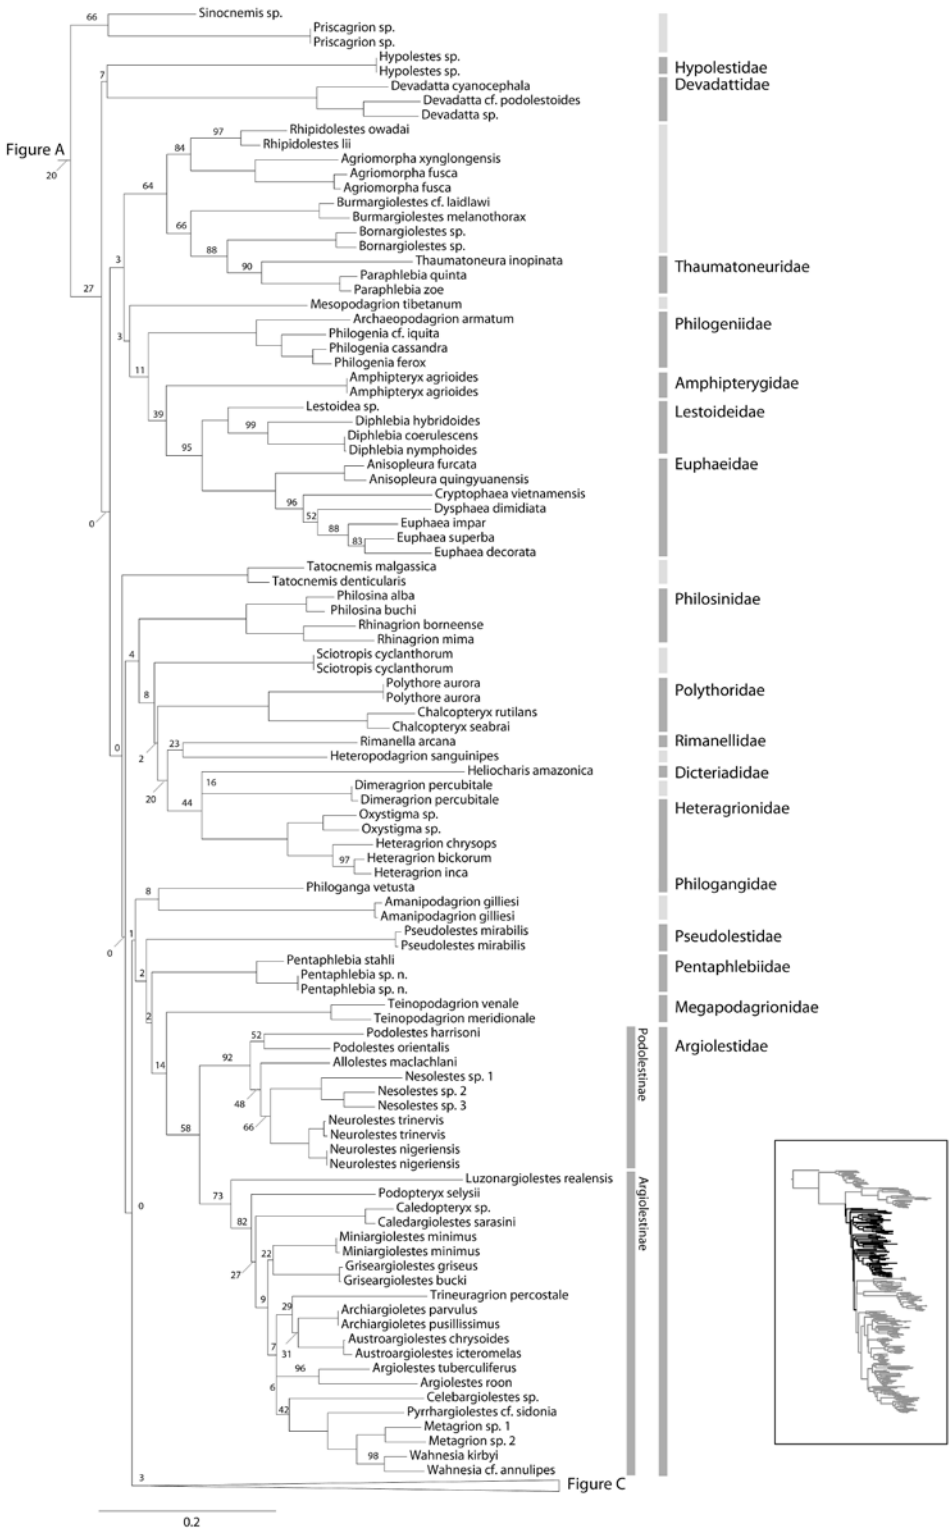 66
Sinocnemis sp.
Priscagrion sp.
Priscagrion sp.
Hypolestes sp.
7
Hypolestes sp.
Hypolestidae
Devadatta cyanocephala
Devadattidae
Devadatta cf. podolestoides
Devadatta sp.
97
Rhipidolestes owadai
Figure A
84
Rhipidolestes lii
20
Agriomorpha xynglongensis
Agriomorpha fusca
64
Agriomorpha fusca
Burmargiolestes cf. laidlawi
66
Burmargiolestes melanothorax
Bornargiolestes sp.
88
Bornargiolestes sp.
3
90
Thaumatoneura inopinata
Thaumatoneuridae
Paraphlebia quinta
27
Paraphlebia zoe
Mesopodagrion tibetanum
Archaeopodagrion armatum
Philogeniidae
3
Philogenia cf. iquita
Philogenia cassandra
11
Philogenia ferox
Amphipteryx agrioides
Amphipterygidae
Amphipteryx agrioides
39
Lestoidea sp.
Lestoideidae
99
Diphlebia hybridoides
Diphlebia coerulescens
95
Diphlebia nymphoides
Anisopleura furcata
Euphaeidae
Anisopleura quingyuanensis
96
Cryptophaea vietnamensis
52
Dysphaea dimidiata
0
88
Euphaea impar
83
Euphaea superba
Euphaea decorata
Tatocnemis malgassica
Tatocnemis denticularis
Philosina alba
Philosinidae
Philosina buchi
Rhinagrion borneense
Rhinagrion mima
4
Sciotropis cyclanthorum
Sciotropis cyclanthorum
8
Polythore aurora
Polythoridae
Polythore aurora
Chalcopteryx rutilans
Chalcopteryx seabrai
0
23
Rimanella arcana
Rimanellidae
2
Heteropodagrion sanguinipes
Heliocharis amazonica
Dicteriadidae
16
Dimeragrion percubitale
20
44
Dimeragrion percubitale
Heteragrionidae
Oxystigma sp.
Oxystigma sp.
Heteragrion chrysops
97
Heteragrion bickorum
Heteragrion inca
8
Philoganga vetusta
Philogangidae
Amanipodagrion gilliesi
Amanipodagrion gilliesi
1
Pseudolestes mirabilis
Pseudolestidae
0
Pseudolestes mirabilis
Pentaphlebia stahli
Pentaphlebiidae
2
Pentaphlebia sp. n.
Pentaphlebia sp. n.
Teinopodagrion venale
Megapodagrionidae
2
Teinopodagrion meridionale
52
Podolestes harrisoni
Podolestinae
Argiolestidae
92
Podolestes orientalis
14
Allolestes maclachlani
Nesolestes sp. 1
Nesolestes sp. 2
48
Nesolestes sp. 3
66
Neurolestes trinervis
58
Neurolestes trinervis
Neurolestes nigeriensis
Neurolestes nigeriensis
Luzonargiolestes realensis
Argiolestinae
73
Podopteryx selysii
0
Caledopteryx sp.
82
Caledargiolestes sarasini
Miniargiolestes minimus
22
Miniargiolestes minimus
Griseargiolestes griseus
27
Griseargiolestes bucki
9
Trineuragrion percostale
29
Archiargioletes parvulus
Archiargioletes pusillissimus
Austroargiolestes chrysoides
7
31
Austroargiolestes icteromelas
96
Argiolestes tuberculiferus
6
Argiolestes roon
Celebargiolestes sp.
42
Pyrrhargiolestes cf. sidonia
Metagrion sp. 1
Metagrion sp. 2
98
Wahnesia kirbyi
Wahnesia cf. annulipes
3
Figure C
0.2